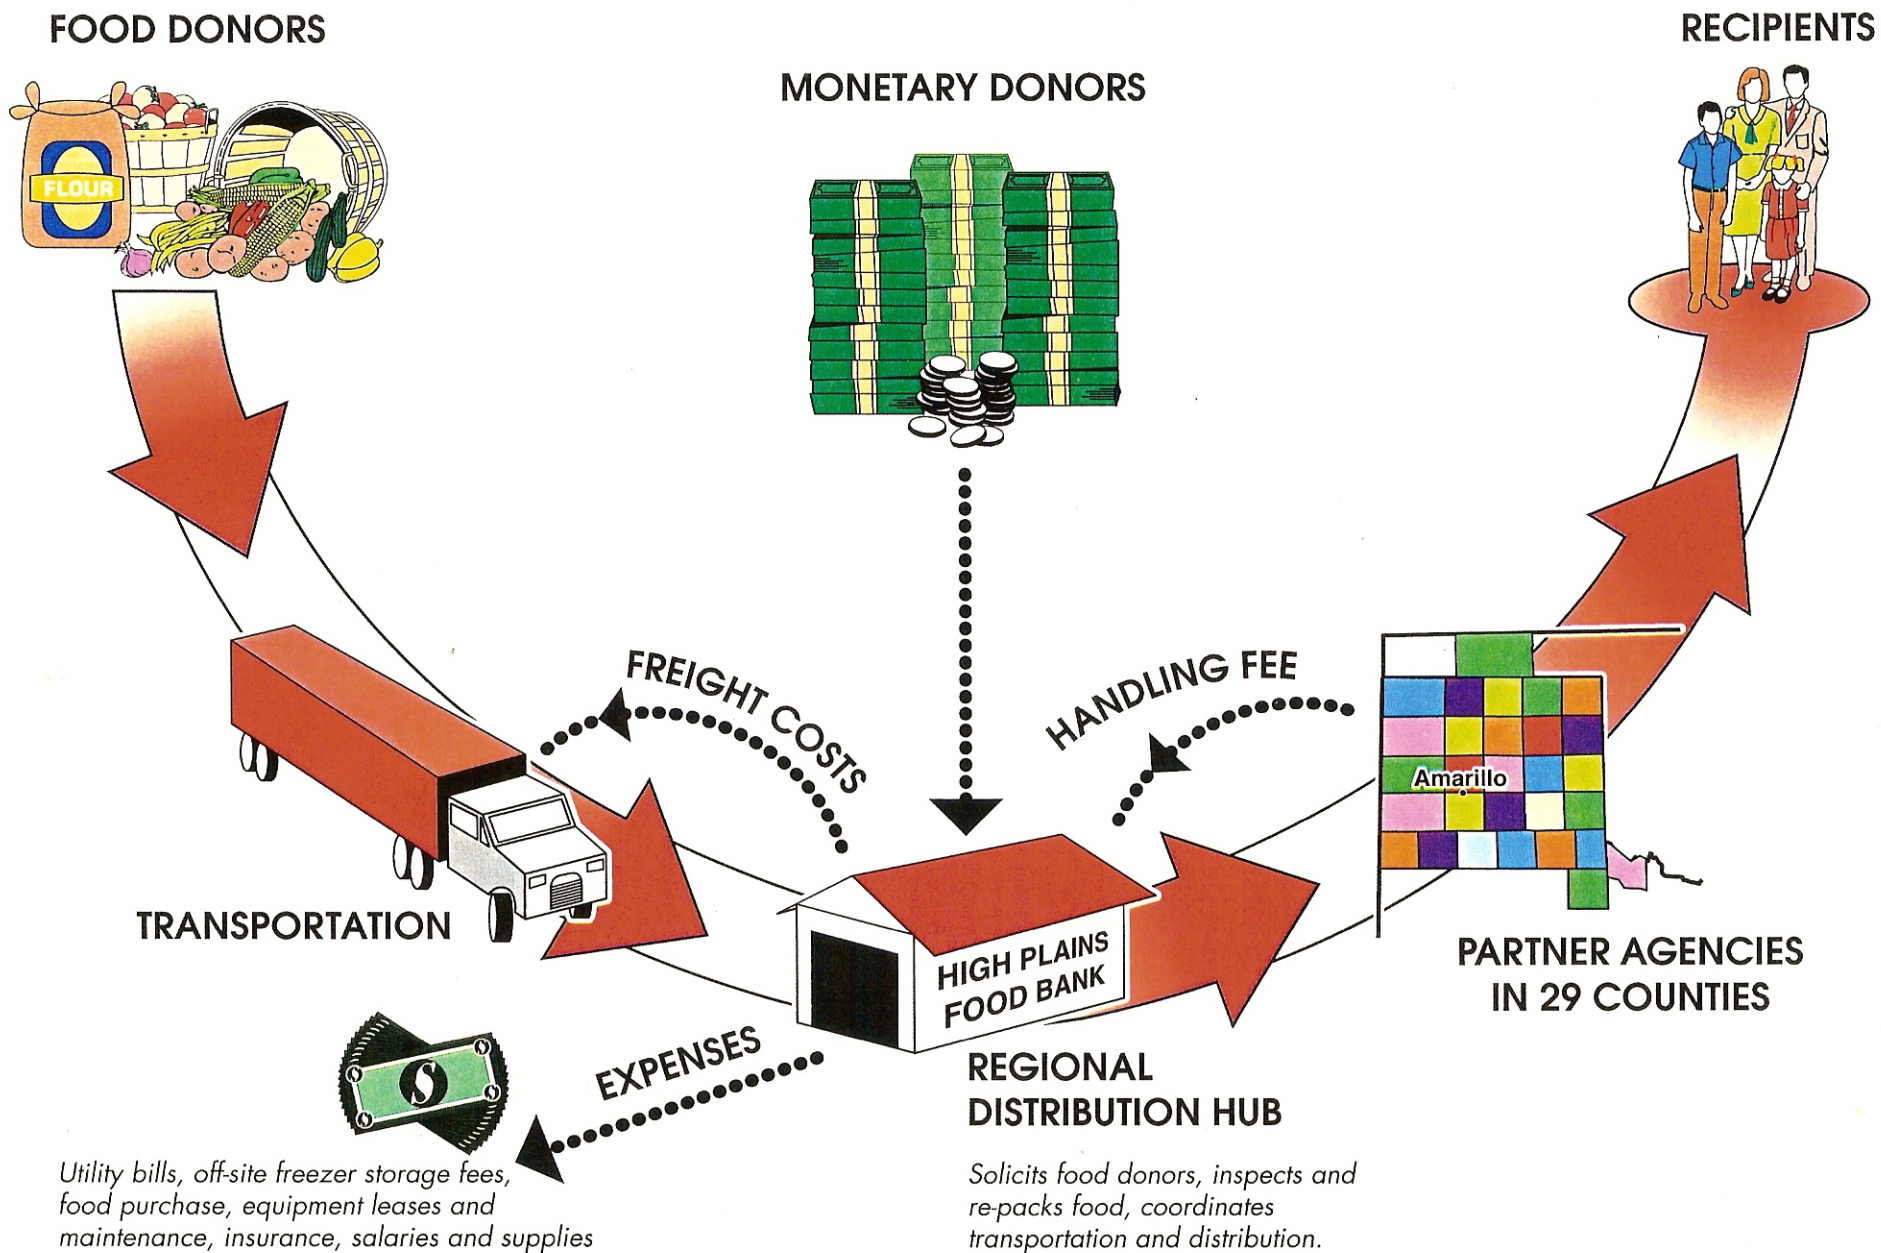 FOOD DONORS
FLOUR
MONETARY DONORS
RECIPIENTS
FREIGHT COSTS
HANDLING FEE
Amarillo
TRANSPORTATION
HIGH PLAINS
FOOD BANK
PARTNER AGENCIES
IN 29 COUNTIES
EXPENSES
$
REGIONAL
DISTRIBUTION HUB
Utility bills, off-site freezer storage fees,
food purchase, equipment leases and
maintenance, insurance, salaries and supplies
Solicits food donors, inspects and
re-packs food, coordinates
transportation and distribution.